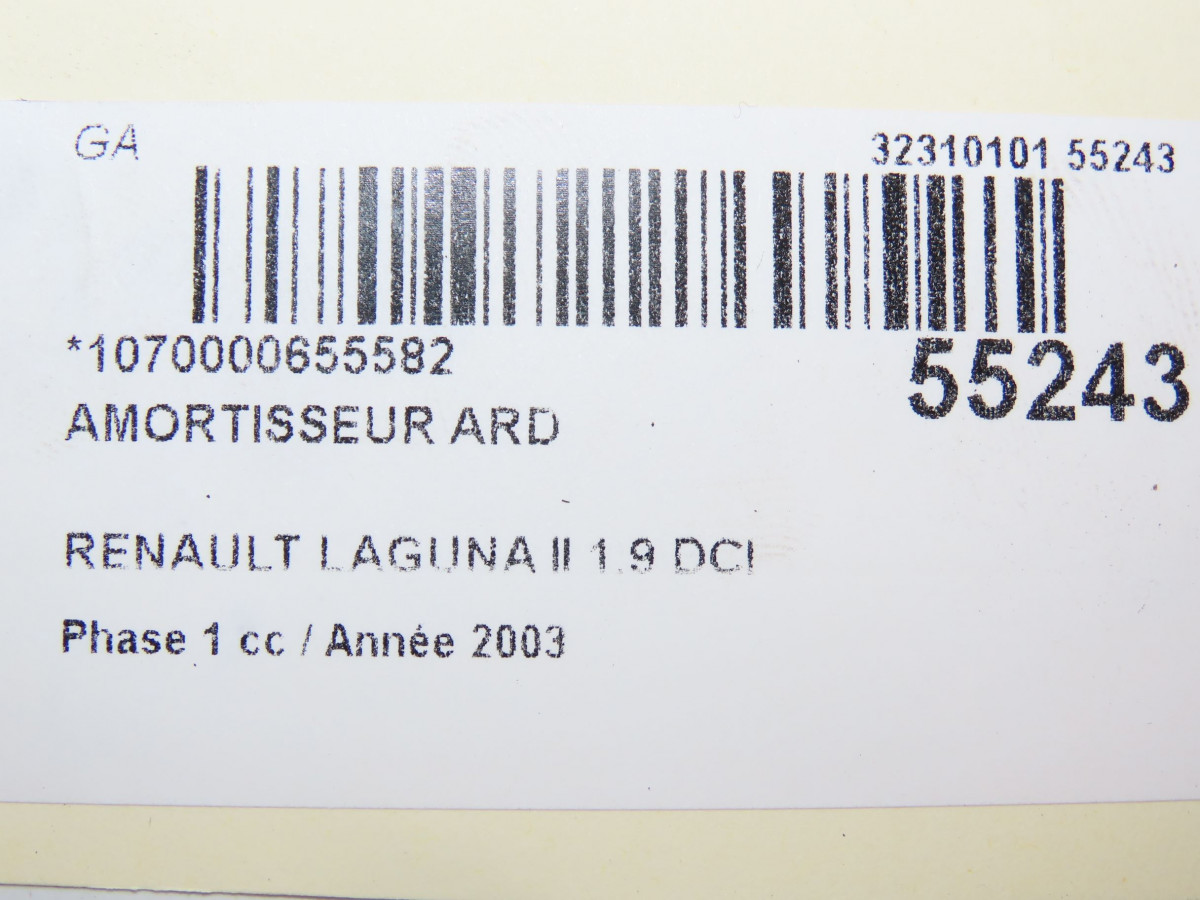 GA
32310101 55243
*1070000655582
55243
AMORTISSEUR ARD
RENAULT LAGUNA II 1.9 DCI
Phase 1 cc / Année 2003